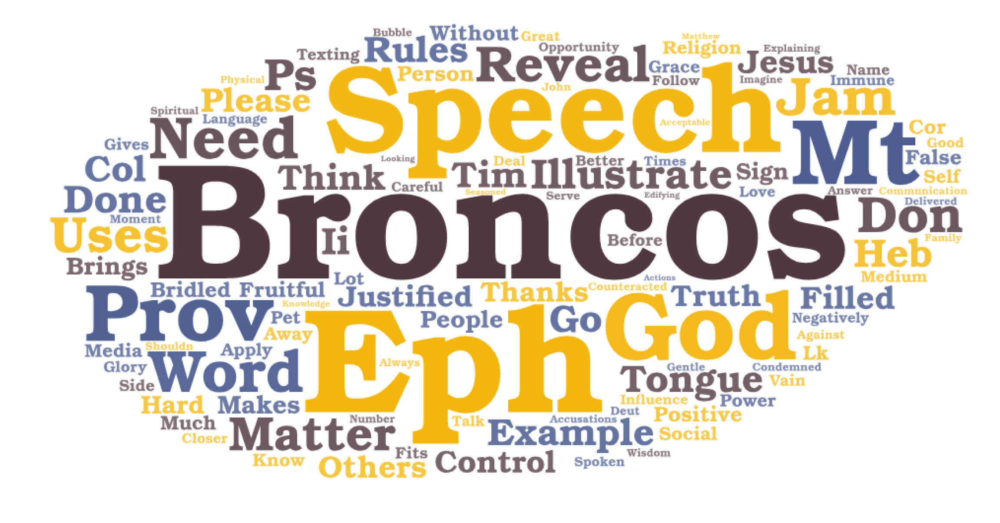 Bubble
Without
Great
Matthew
Rules
Opportunity
Religion
Explaining
Texting
Reveal
Jesus
Ps
Person
Grace
Name
Physical
Speech
Follow
Imagine
Immune
John
Please
Jam
Spiritual
Language
Acceptable
Need
Mt
Cor
Gives
Good
Looking
Deal
Better
Times
False
Col
Think
Tim
Illustrate
Sign
Self
Careful
Seasoned
Serve
Edifying
Love
Answer
Communication
Done
Broncos
Delivered
Moment
Don
Uses
Ii
Before
Family
Heb
Brings
Medium
Lot
Actions
Bridled
Fruitful
Justified
Thanks
Counteracted
Truth
Filled
Knowledge
Prov
Pet
People
Go
God
Negatively
Away
Against
Media
Shouldn
Apply
Eph
Lk
Always
Glory
Word
Gentle
Condemned
Side
Tongue
Vain
Hard
Makes
Influence
Power
Deut
Much
Number
Talk
Accusations
Positive
Closer
Matter
Example
Social
Fits
Know
Others
Control
Spoken
Wisdom